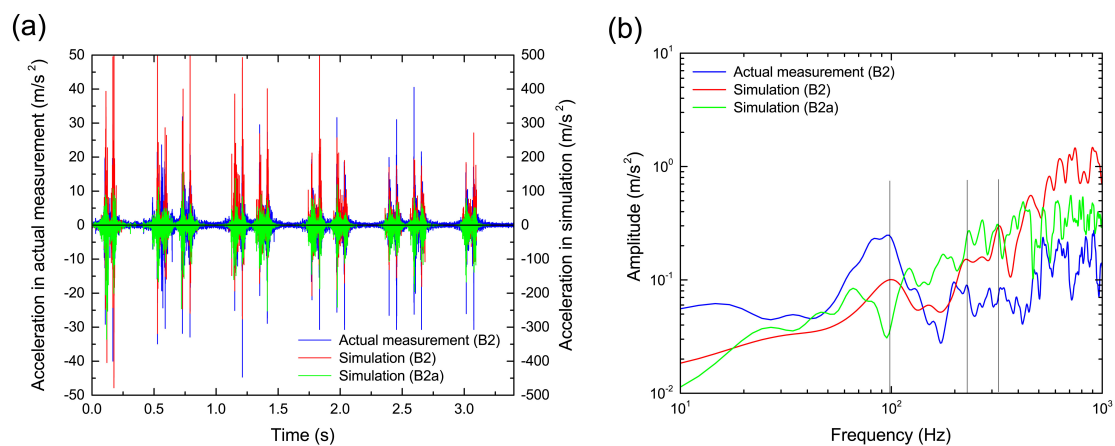 (a)
50
40
30
20
10
0
-10
-20
-30
-40
-50
Acceleration in actual measurement (m/s²)
500
400
300
200
100
0
-100
-200
-300
-400
-500
Acceleration in simulation (m/s²)
Actual measurement (B2)
Simulation (B2)
Simulation (B2a)
0.0 0.5 1.0 1.5 2.0 2.5 3.0
Time (s)
(b)
10¹
10⁰
10⁻¹
10⁻²
Amplitude (m/s²)
Actual measurement (B2)
Simulation (B2)
Simulation (B2a)
10¹ 10² 10³
Frequency (Hz)